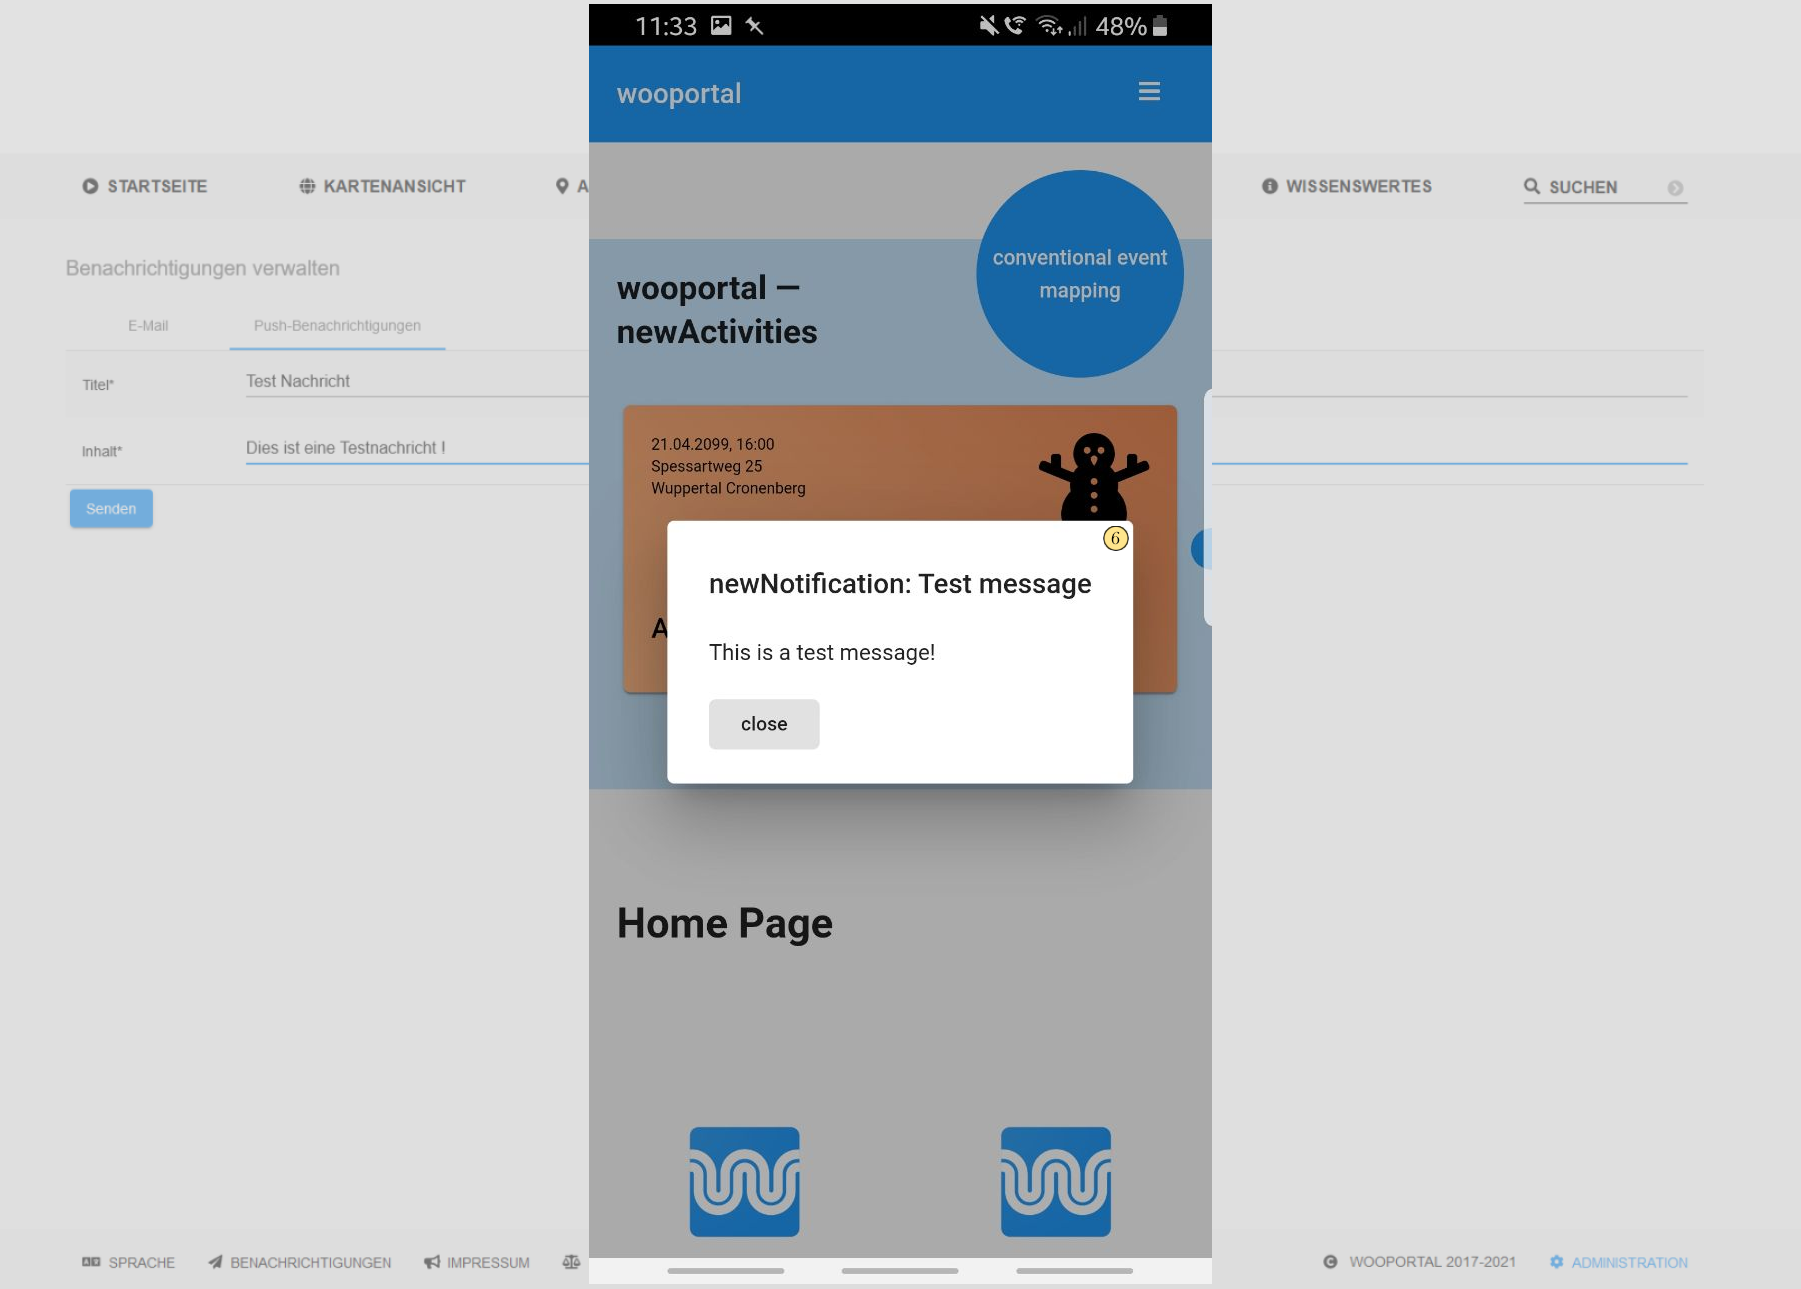 11:33
48%
wooportal
STARTSEITE
KARTENANSICHT
A
WISSENSWERTES
SUCHEN
Benachrichtigungen verwalten
E-Mail
Push-Benachrichtigungen
Titel*
Test Nachricht
Inhalt*
Dies ist eine Testnachricht !
Senden
conventional event
mapping
wooportal —
newActivities
21.04.2099, 16:00
Spessartweg 25
Wuppertal Cronenberg
A
6
newNotification: Test message
This is a test message!
close
Home Page
SPRACHE
BENACHRICHTIGUNGEN
IMPRESSUM
WOOPORTAL 2017-2021
ADMINISTRATION